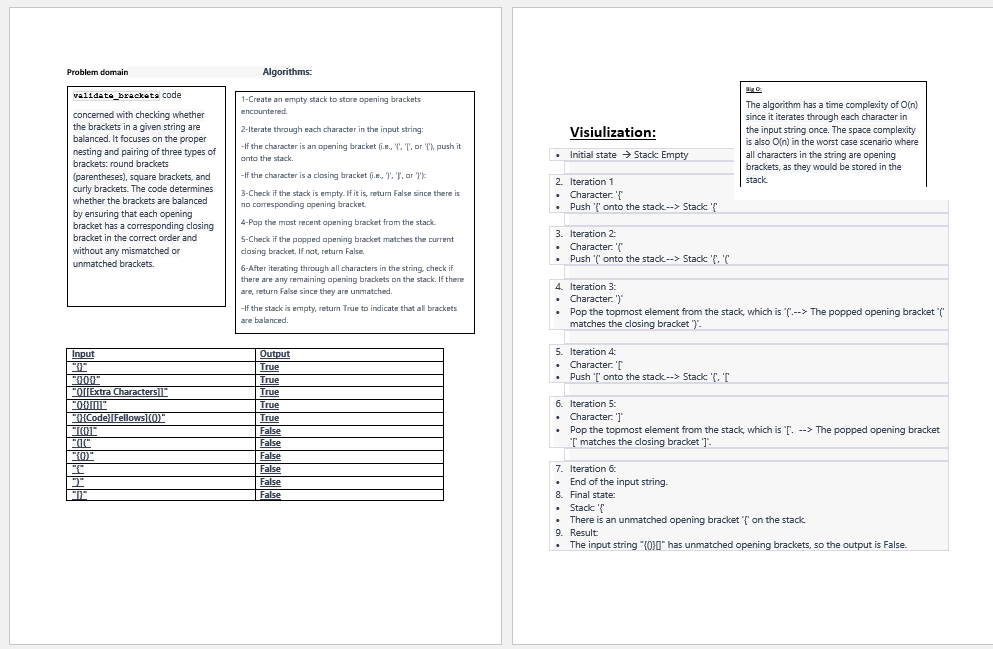 Problem domain
Algorithms:
validate_brackets code
concerned with checking whether
the brackets in a given string are
balanced. It focuses on the proper
nesting and pairing of three types of
brackets: round brackets
(parentheses), square brackets, and
curly brackets. The code determines
whether the brackets are balanced
by ensuring that each opening
bracket has a corresponding closing
bracket in the correct order and
without any mismatched or
unmatched brackets.
1-Create an empty stack to store opening brackets
encountered.
2-Iterate through each character in the input string:
-If the character is an opening bracket (i.e., '(', '[', or '{'), push it
onto the stack.
-If the character is a closing bracket (i.e., ')', ']', or '}'):
3-Check if the stack is empty. If it is, return False since there is
no corresponding opening bracket.
4-Pop the most recent opening bracket from the stack.
5-Check if the popped opening bracket matches the current
closing bracket. If not, return False.
6-After iterating through all characters in the string, check if
there are any remaining opening brackets on the stack. If there
are, return False since they are unmatched.
-If the stack is empty, return True to indicate that all brackets
are balanced.
Input Output
"{}" True
"{}(){}" True
"()[[Extra Characters]]" True
"(){}[[]]" True
"{}{Code}[Fellows](())" True
"[({}]" False
"(](" False
"{(})" False
"{" False
")" False
"[}" False
Big O:
The algorithm has a time complexity of O(n)
since it iterates through each character in
the input string once. The space complexity
is also O(n) in the worst case scenario where
all characters in the string are opening
brackets, as they would be stored in the
stack.
Visiulization:
• Initial state → Stack: Empty
2. Iteration 1
• Character: '{'
• Push '{' onto the stack.--> Stack: '{'
3. Iteration 2:
• Character: '('
• Push '(' onto the stack.--> Stack: '{', '('
4. Iteration 3:
• Character: ')'
• Pop the topmost element from the stack, which is '('.--> The popped opening bracket '('
matches the closing bracket ')'.
5. Iteration 4:
• Character: '['
• Push '[' onto the stack.--> Stack: '{', '['
6. Iteration 5:
• Character: ']'
• Pop the topmost element from the stack, which is '['. --> The popped opening bracket
'[' matches the closing bracket ']'.
7. Iteration 6:
• End of the input string.
8. Final state:
• Stack: '{'
• There is an unmatched opening bracket '{' on the stack.
9. Result:
• The input string "{()}[]" has unmatched opening brackets, so the output is False.